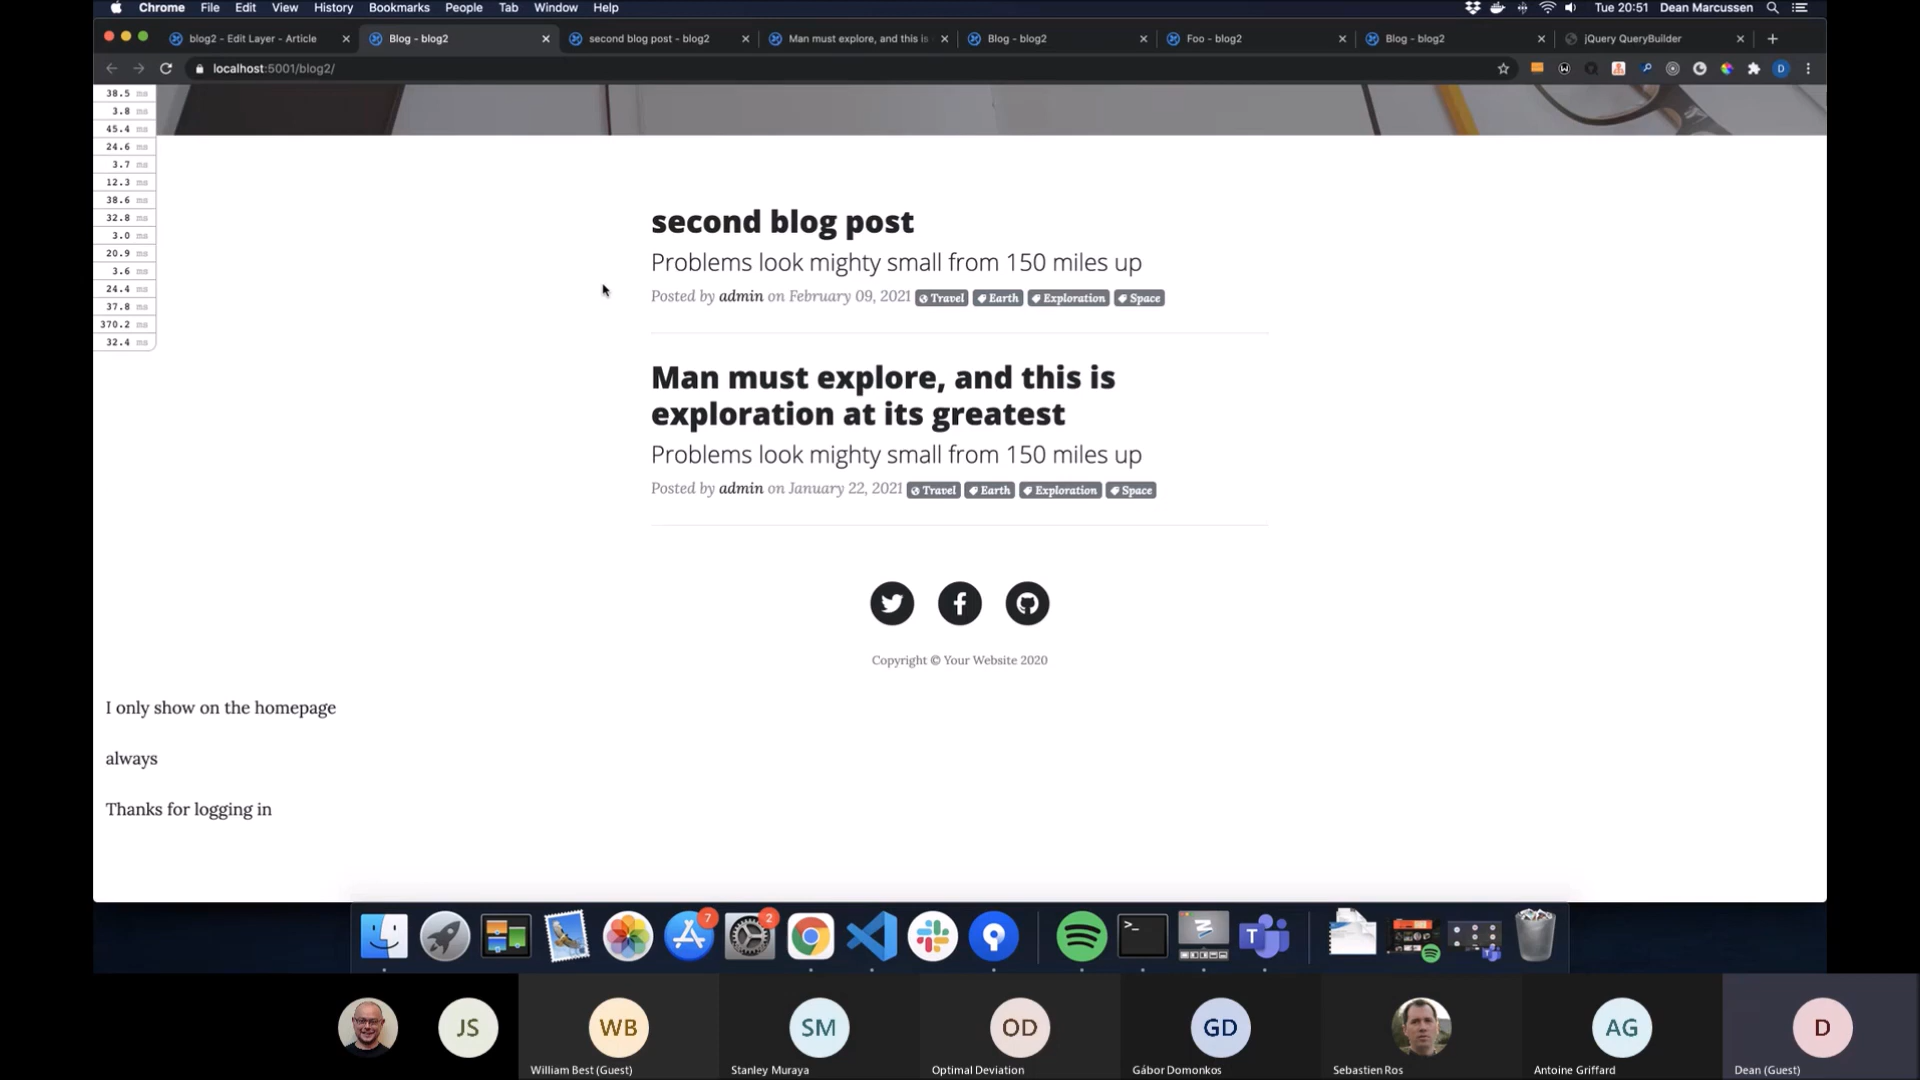 Chrome File Edit View History Bookmarks People Tab Window Help
Tue 20:51 Dean Marcussen
blog2 - Edit Layer - Article
Blog - blog2
second blog post - blog2
Man must explore, and this is
Blog - blog2
Foo - blog2
Blog - blog2
jQuery QueryBuilder
localhost:5001/blog2/
D
38.5 ms
3.8 ms
45.4 ms
24.6 ms
3.7 ms
12.3 ms
38.6 ms
32.8 ms
3.0 ms
20.9 ms
3.6 ms
24.4 ms
37.8 ms
370.2 ms
32.4 ms
second blog post
Problems look mighty small from 150 miles up
Posted by admin on February 09, 2021 Travel Earth Exploration Space
Man must explore, and this is
exploration at its greatest
Problems look mighty small from 150 miles up
Posted by admin on January 22, 2021 Travel Earth Exploration Space
Copyright © Your Website 2020
I only show on the homepage
always
Thanks for logging in
7
2
JS
WB
SM
OD
GD
AG
D
William Best (Guest)
Stanley Muraya
Optimal Deviation
Gábor Domonkos
Sebastien Ros
Antoine Griffard
Dean (Guest)